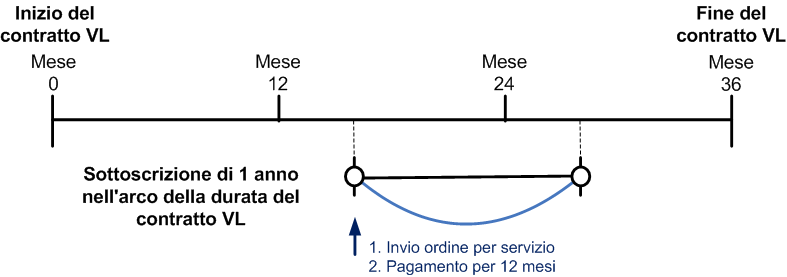 Inizio del
contratto VL
Fine del
contratto VL
Mese
0
Mese
12
Mese
24
Mese
36
Sottoscrizione di 1 anno
nell'arco della durata del
contratto VL
1. Invio ordine per servizio
2. Pagamento per 12 mesi